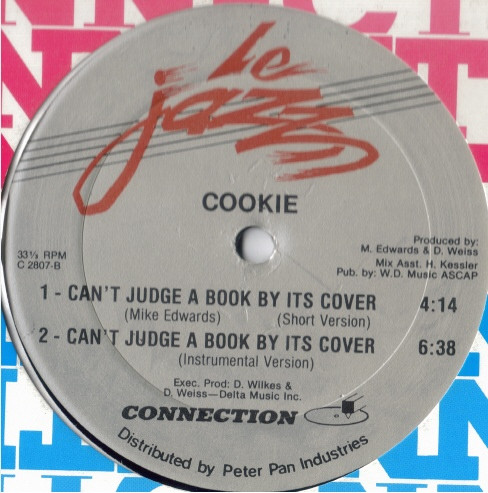 Le
jazz
COOKIE
33⅓ RPM
C 2807-B
Produced by:
M. Edwards & D. Weiss
Mix Asst. H. Kessler
Pub. by: W.D. Music ASCAP
1 - CAN'T JUDGE A BOOK BY ITS COVER 4:14
(Mike Edwards) (Short Version)
2 - CAN'T JUDGE A BOOK BY ITS COVER 6:38
(Instrumental Version)
Exec. Prod: D. Wilkes &
D. Weiss—Delta Music Inc.
CONNECTION
Distributed by Peter Pan Industries